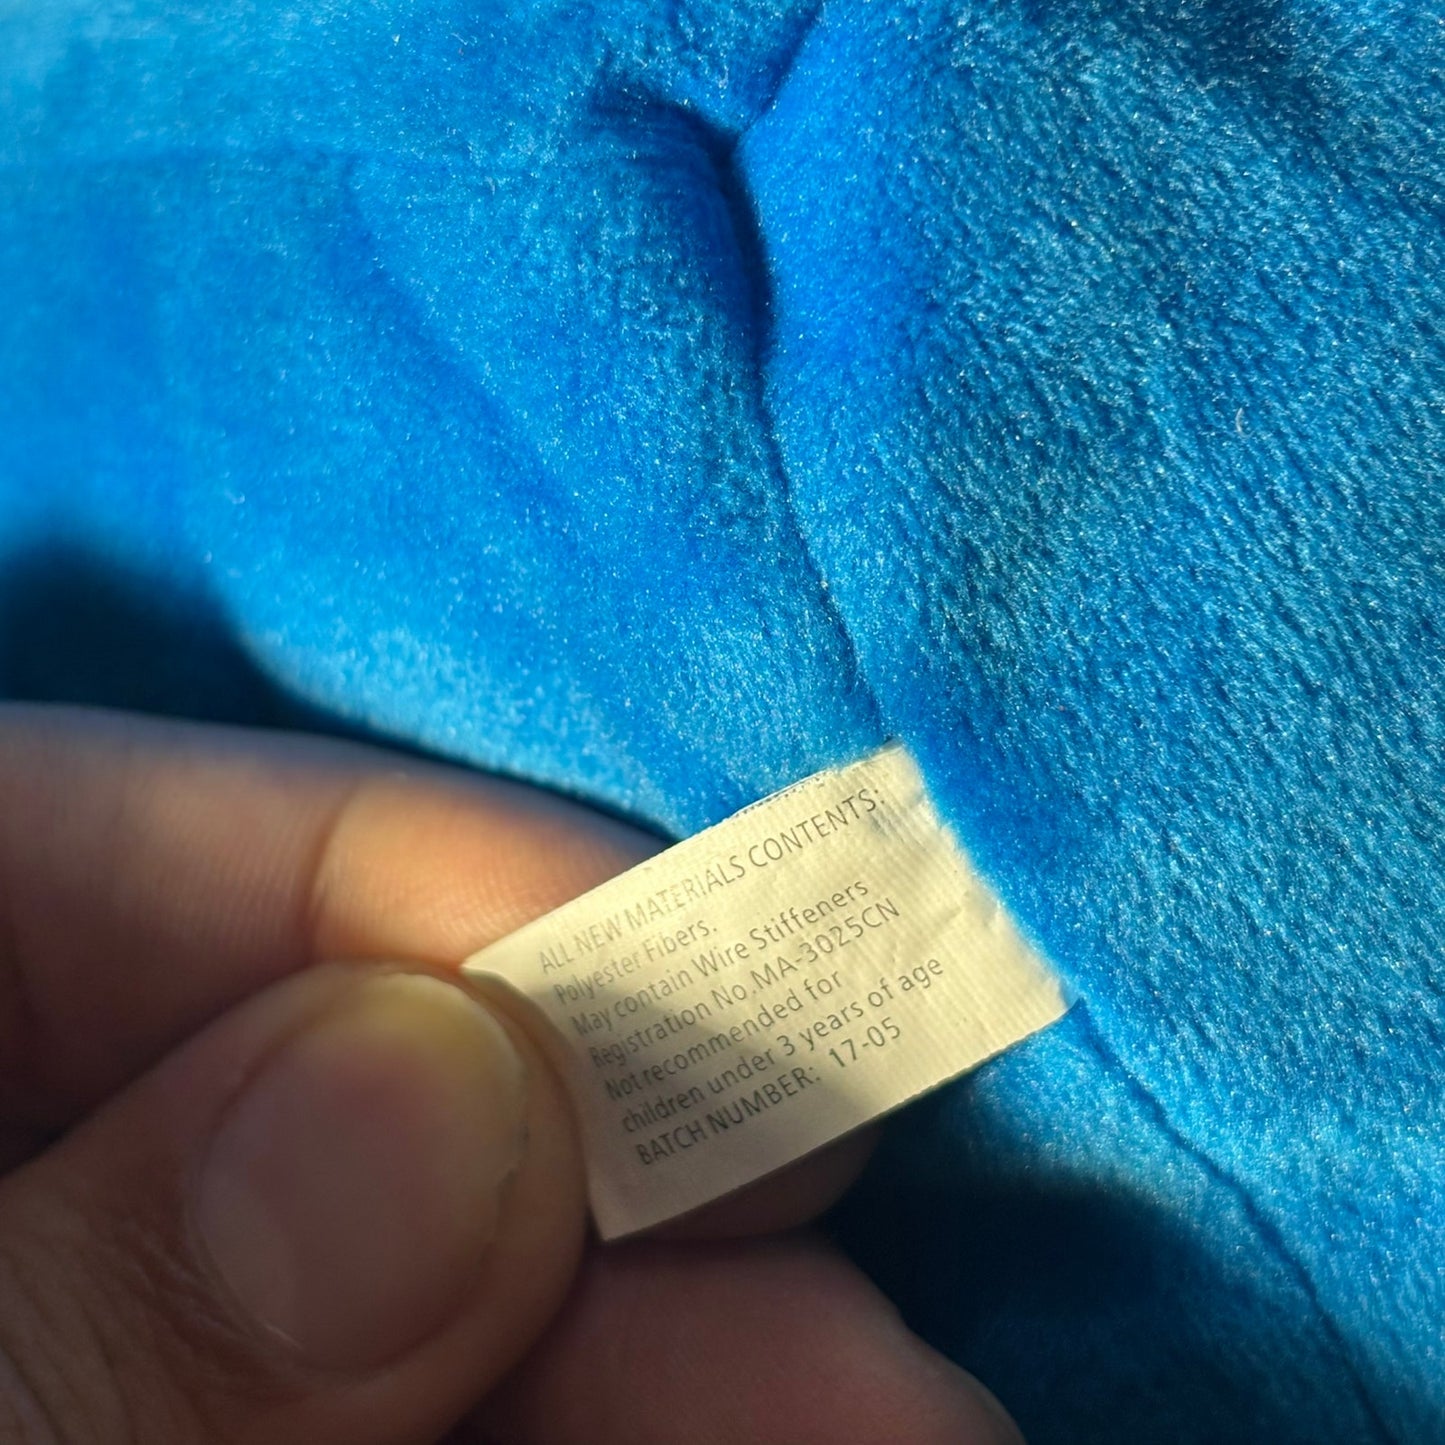 ALL NEW MATERIALS CONTENTS:
Polyester Fibers.
May contain Wire Stiffeners
Registration No.MA-3025CN
Not recommended for
children under 3 years of age
BATCH NUMBER: 17-05